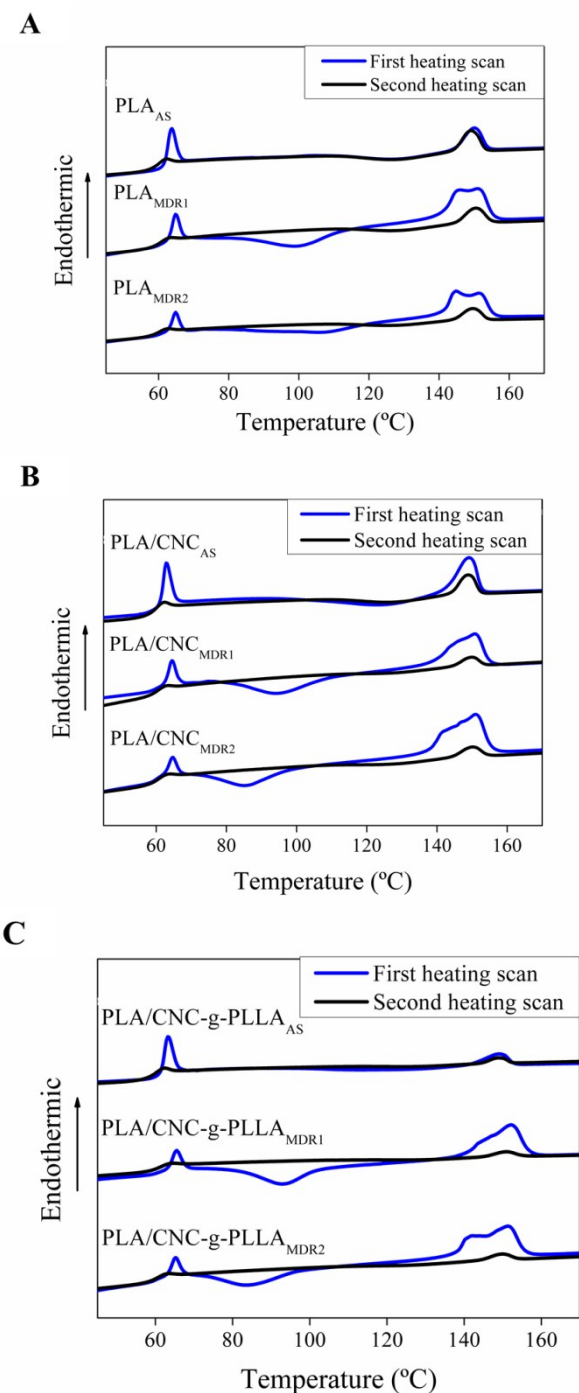 A
First heating scan
Second heating scan
PLA_AS
PLA_MDR1
PLA_MDR2
Endothermic
60 80 100 120 140 160
Temperature (ºC)
B
First heating scan
Second heating scan
PLA/CNC_AS
PLA/CNC_MDR1
PLA/CNC_MDR2
Endothermic
60 80 100 120 140 160
Temperature (ºC)
C
First heating scan
Second heating scan
PLA/CNC-g-PLLA_AS
PLA/CNC-g-PLLA_MDR1
PLA/CNC-g-PLLA_MDR2
Endothermic
60 80 100 120 140 160
Temperature (ºC)